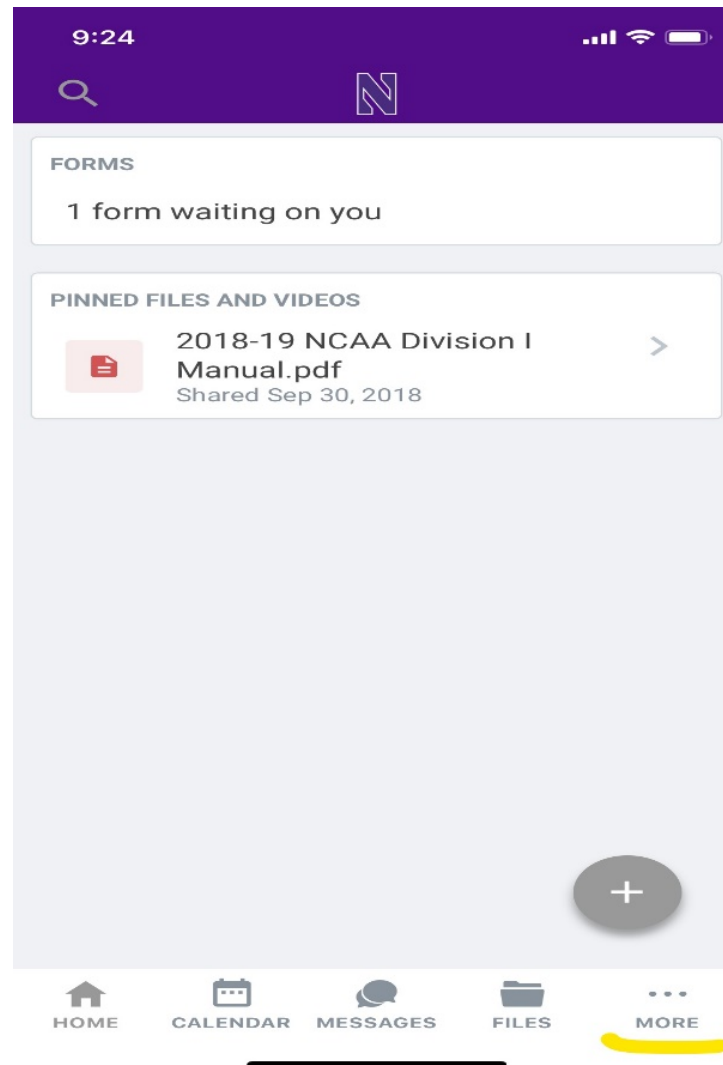 9:24
N
FORMS
1 form waiting on you
PINNED FILES AND VIDEOS
2018-19 NCAA Division I
Manual.pdf
Shared Sep 30, 2018
+
HOME CALENDAR MESSAGES FILES MORE